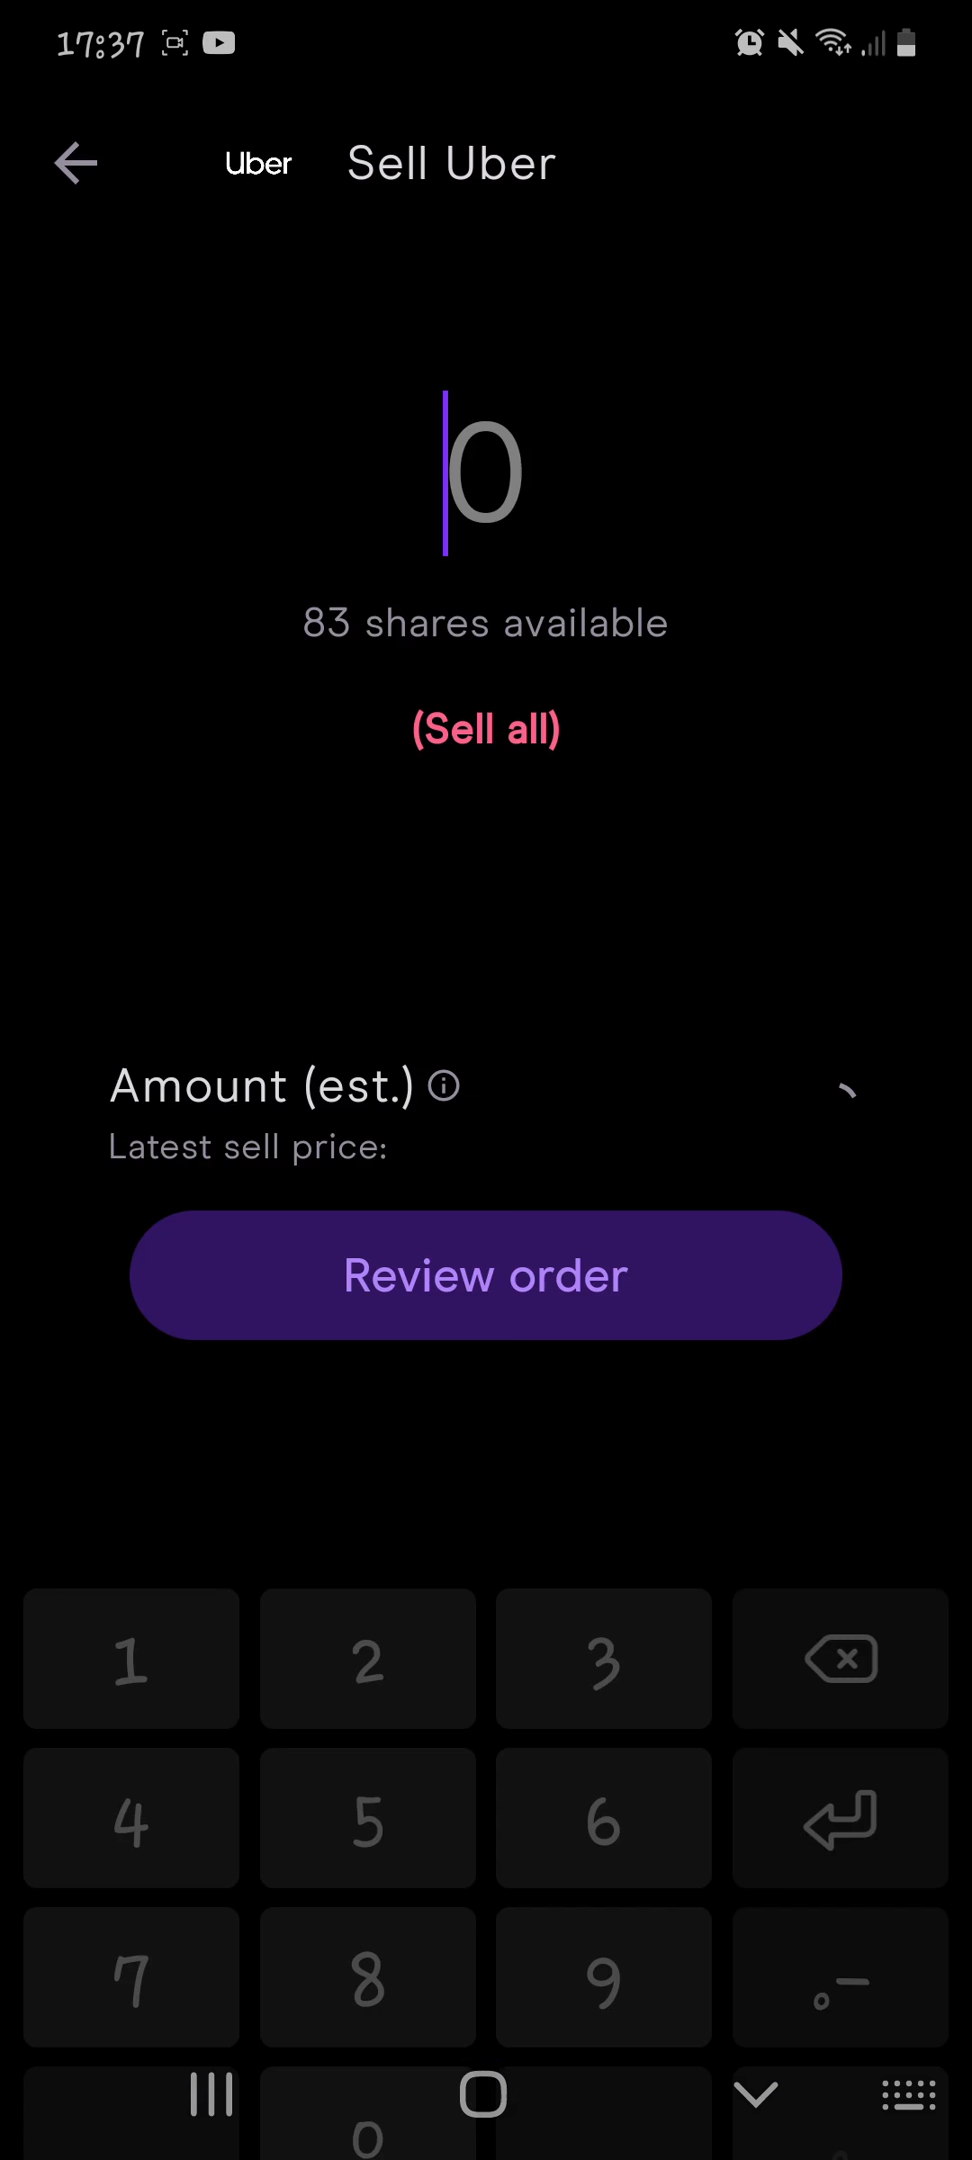 17:37
Uber Sell Uber
0
83 shares available
(Sell all)
Amount (est.)
Latest sell price:
Review order
1 2 3
4 5 6
7 8 9 .-
0